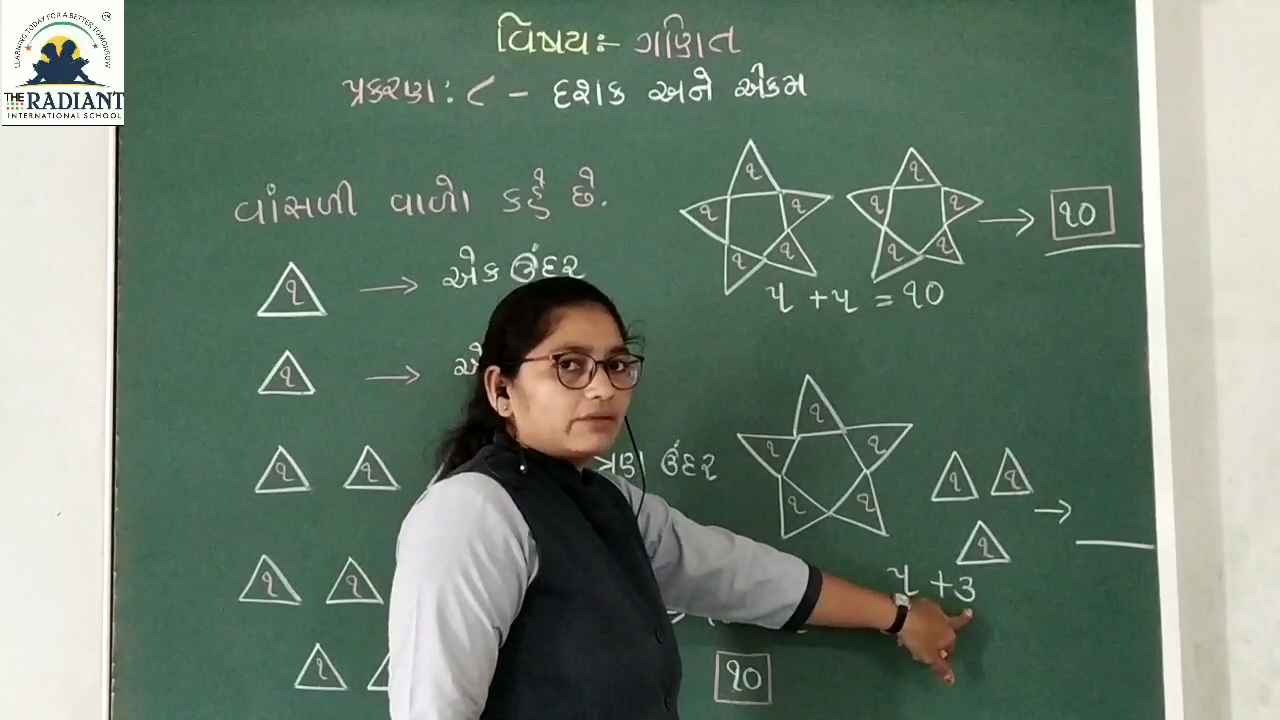 LEARNING TODAY FOR A BETTER TOMORROW
THE RADIANT
INTERNATIONAL SCHOOL
વિષય:- ગણિત
પ્રકરણ: ૮ - દશક અને એકમ
વાંસળી વાળો કહે છે.
૧ → એક ઉંદર
૧ →
૧ ૧ ત્રણ ઉંદર
૧ ૧
૧
૧૦
૧ ૧ ૧ ૧ ૧ ૧ ૧ ૧ ૧ ૧ → ૧૦
૫ + ૫ = ૧૦
૧ ૧ ૧ ૧ ૧ ૧ ૧ ૧ →
૫ + ૩